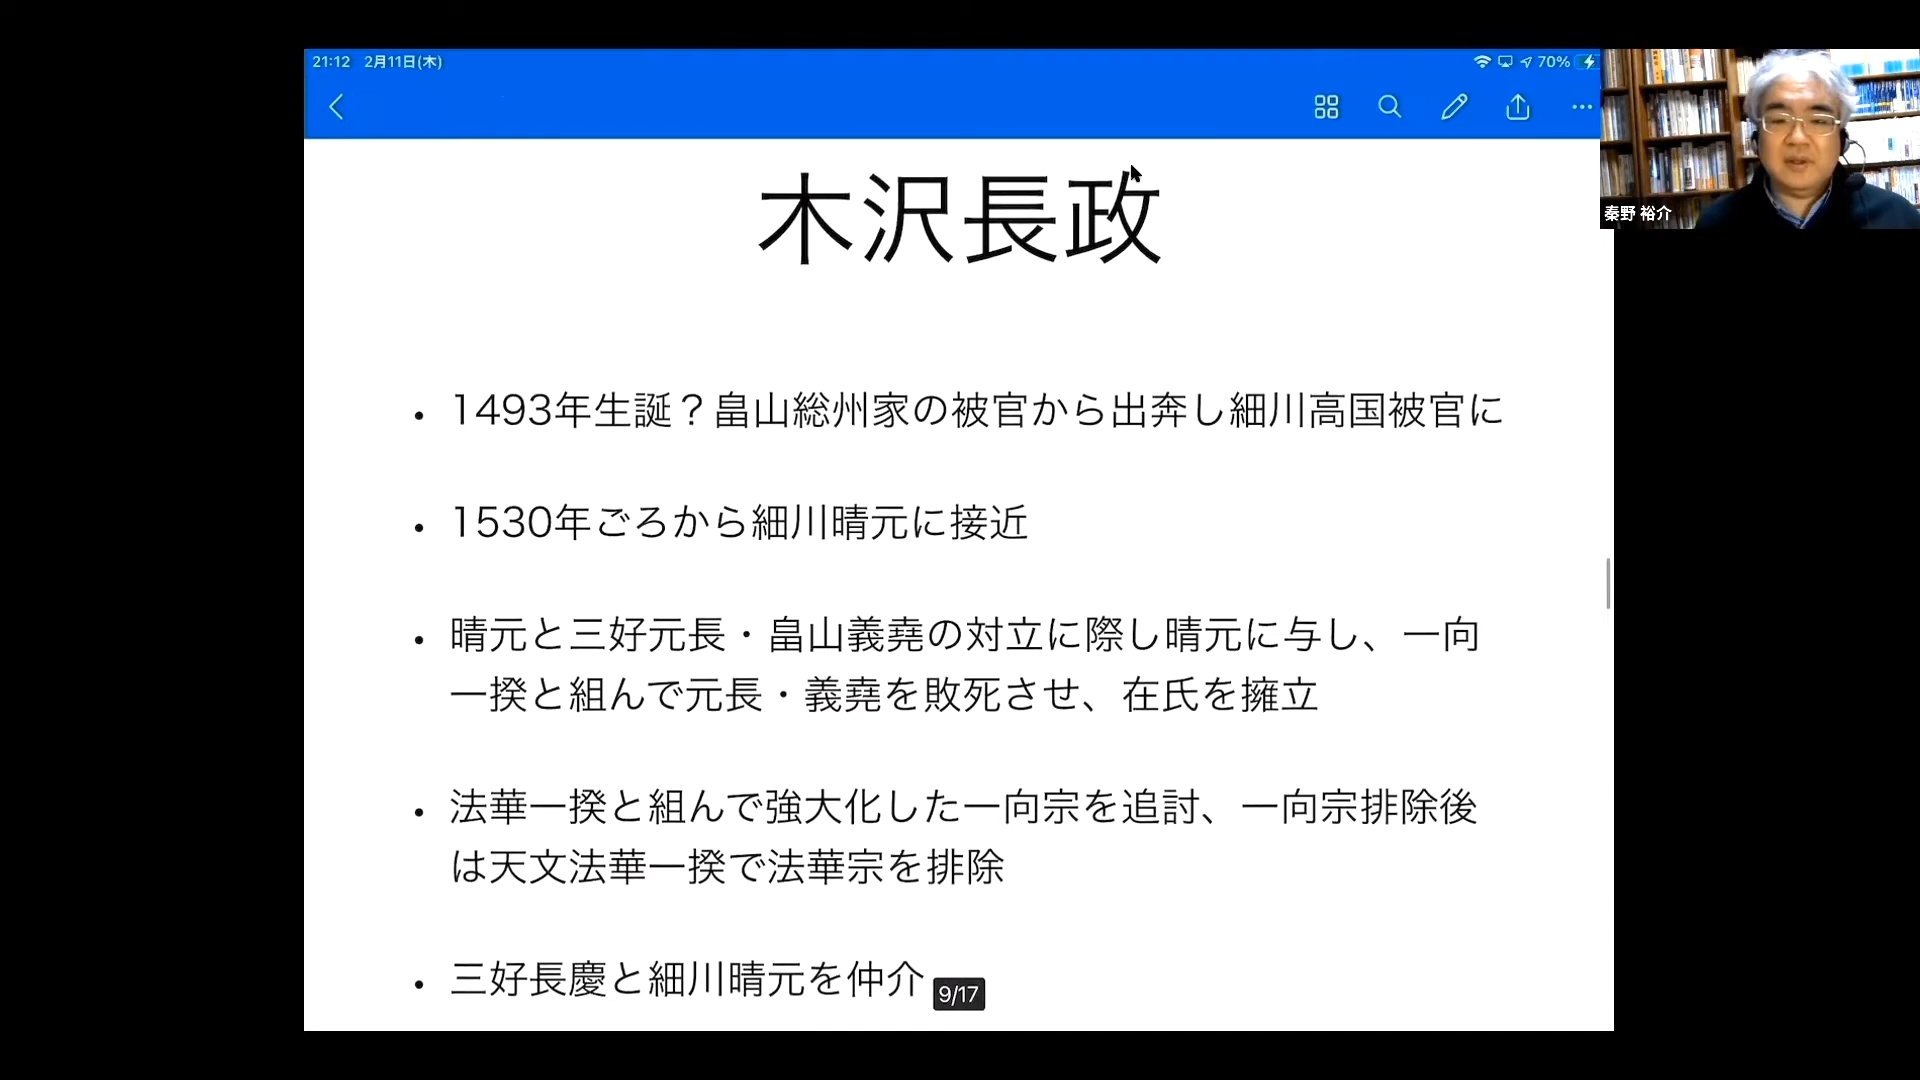 21:12 2月11日(木)
70%
秦野 裕介
木沢長政
• 1493年生誕？畠山総州家の被官から出奔し細川高国被官に
• 1530年ごろから細川晴元に接近
• 晴元と三好元長・畠山義堯の対立に際し晴元に与し、一向
一揆と組んで元長・義堯を敗死させ、在氏を擁立
• 法華一揆と組んで強大化した一向宗を追討、一向宗排除後
は天文法華一揆で法華宗を排除
• 三好長慶と細川晴元を仲介
9/17